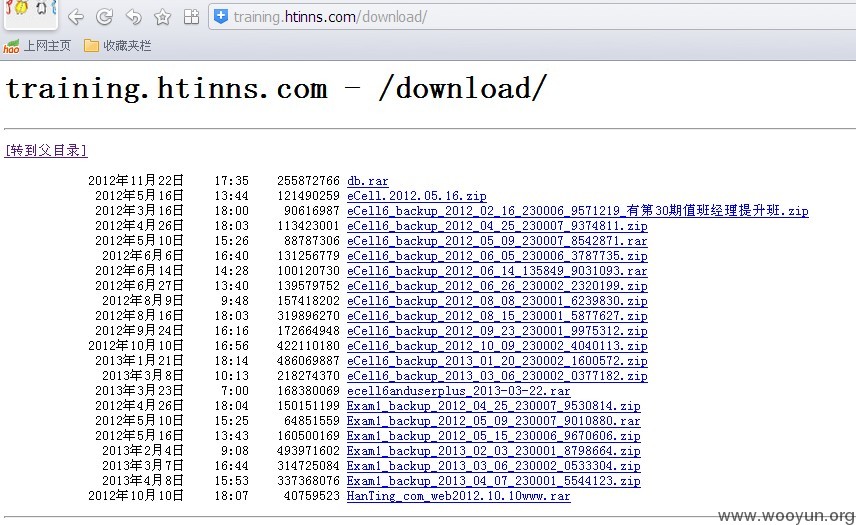 training.htinns.com/download/
hao 上网主页 收藏夹栏
training.htinns.com - /download/
[转到父目录]
2012年11月22日 17:35 255872766 db.rar
2012年5月16日 13:44 121490259 eCell.2012.05.16.zip
2012年3月16日 18:00 90616987 eCell6_backup_2012_02_16_230006_9571219_有第30期值班经理提升班.zip
2012年4月26日 18:03 113423001 eCell6_backup_2012_04_25_230007_9374811.zip
2012年5月10日 15:26 88787306 eCell6_backup_2012_05_09_230007_8542871.rar
2012年6月6日 16:40 131256779 eCell6_backup_2012_06_05_230006_3787735.zip
2012年6月14日 14:28 100120730 eCell6_backup_2012_06_14_135849_9031093.rar
2012年6月27日 13:40 139579752 eCell6_backup_2012_06_26_230002_2320199.zip
2012年8月9日 9:48 157418202 eCell6_backup_2012_08_08_230001_6239830.zip
2012年8月16日 18:03 319896270 eCell6_backup_2012_08_15_230001_5877627.zip
2012年9月24日 16:16 172664948 eCell6_backup_2012_09_23_230001_9975312.zip
2012年10月10日 16:56 422110180 eCell6_backup_2012_10_09_230002_4040113.zip
2013年1月21日 18:14 486069887 eCell6_backup_2013_01_20_230002_1600572.zip
2013年3月8日 10:13 218274370 eCell6_backup_2013_03_06_230002_0377182.zip
2013年3月23日 7:00 168380069 ecell6anduserplus_2013-03-22.rar
2012年4月26日 18:04 150151199 Exam1_backup_2012_04_25_230007_9530814.zip
2012年5月10日 15:25 64851559 Exam1_backup_2012_05_09_230007_9010880.rar
2012年5月16日 13:43 160500169 Exam1_backup_2012_05_15_230006_9670606.zip
2013年2月4日 9:08 493971602 Exam1_backup_2013_02_03_230001_8798664.zip
2013年3月7日 16:44 314725084 Exam1_backup_2013_03_06_230002_0533304.zip
2013年4月8日 15:53 337368076 Exam1_backup_2013_04_07_230001_5544123.zip
2012年10月10日 18:07 40759523 HanTing_com_web2012.10.10www.rar
www.wooyun.org